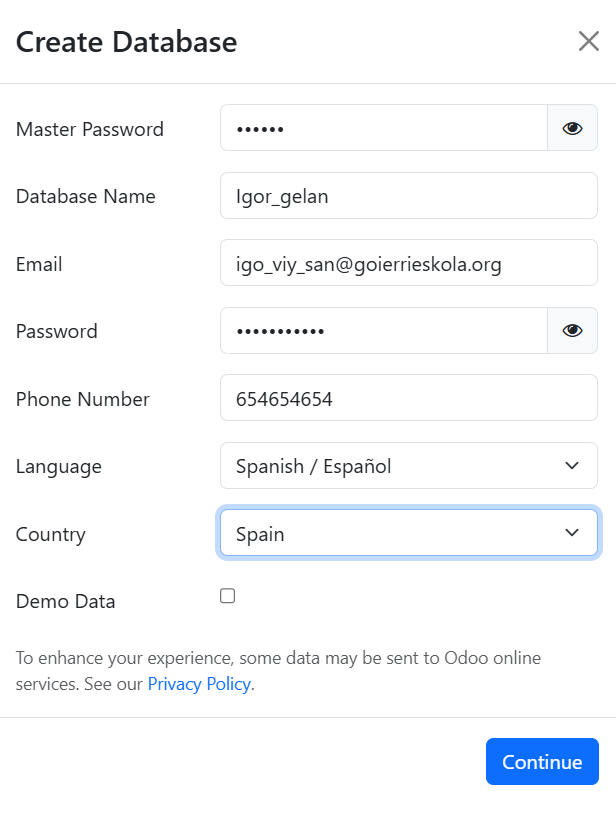 Create Database
Master Password ••••••
Database Name Igor_gelan
Email igo_viy_san@goierrieskola.org
Password •••••••••••
Phone Number 654654654
Language Spanish / Español
Country Spain
Demo Data
To enhance your experience, some data may be sent to Odoo online
services. See our Privacy Policy.
Continue